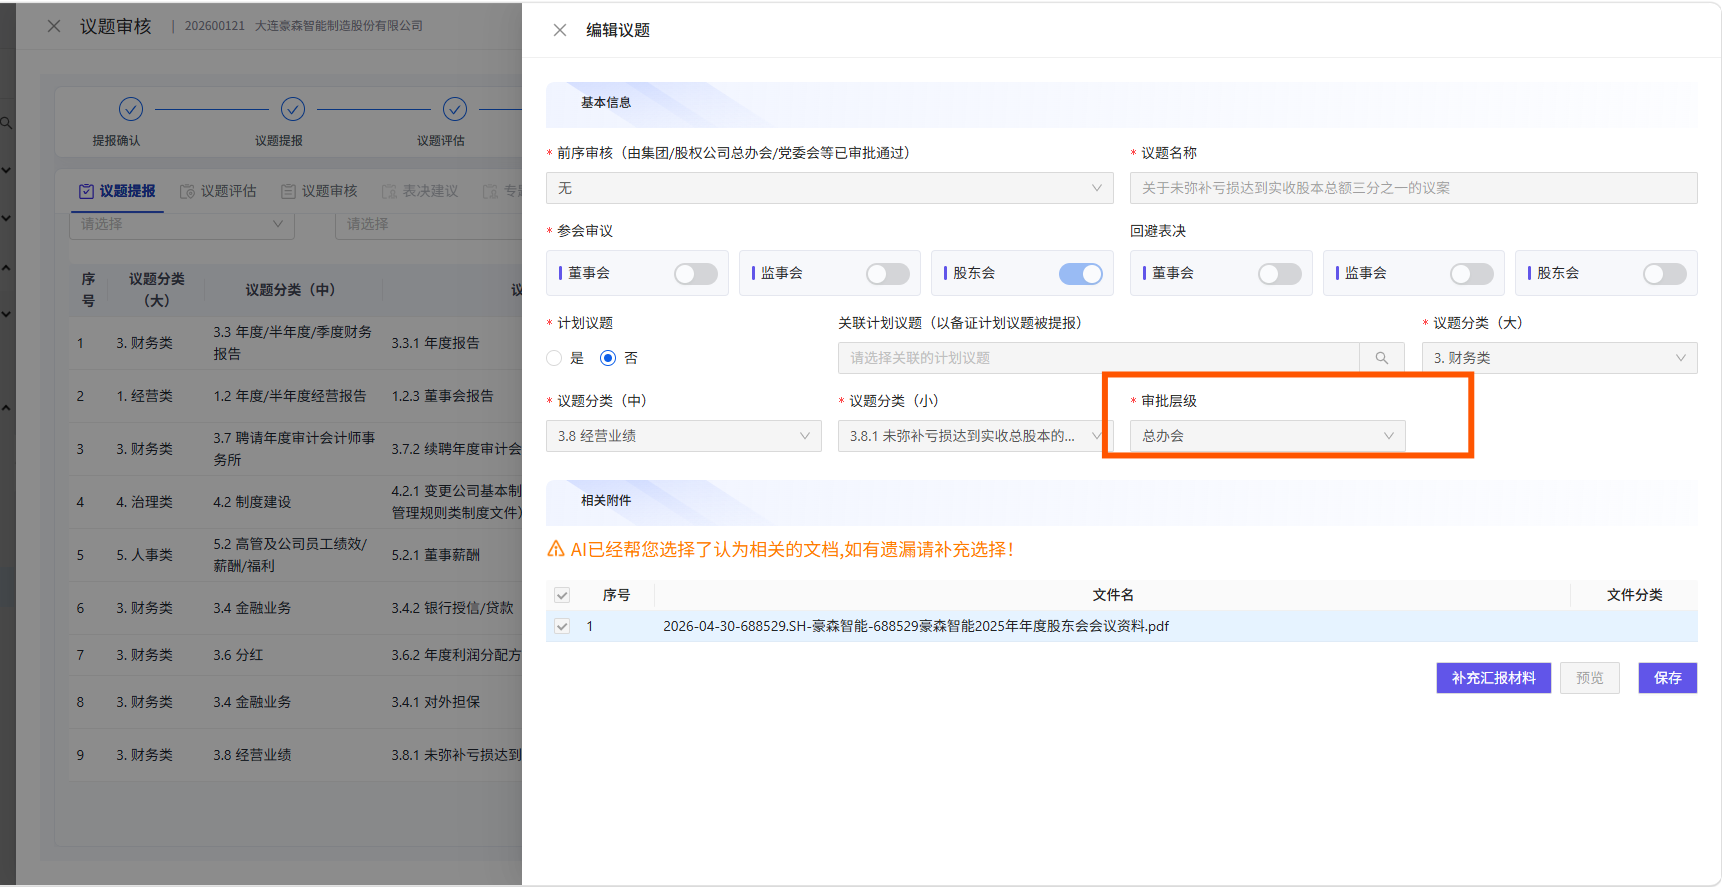 议题审核 | 202600121 大连豪森智能制造股份有限公司
提报确认 议题提报 议题评估
议题提报 议题评估 议题审核 表决建议
请选择 请选择
序号 议题分类（大） 议题分类（中） 议
1 3. 财务类 3.3 年度/半年度/季度财务报告 3.3.1 年度报告
2 1. 经营类 1.2 年度/半年度经营报告 1.2.3 董事会报告
3 3. 财务类 3.7 聘请年度审计会计师事务所 3.7.2 续聘年度审计会
4 4. 治理类 4.2 制度建设 4.2.1 变更公司基本制 管理规则类制度文件）
5 5. 人事类 5.2 高管及公司员工绩效/薪酬/福利 5.2.1 董事薪酬
6 3. 财务类 3.4 金融业务 3.4.2 银行授信/贷款
7 3. 财务类 3.6 分红 3.6.2 年度利润分配方
8 3. 财务类 3.4 金融业务 3.4.1 对外担保
9 3. 财务类 3.8 经营业绩 3.8.1 未弥补亏损达到
编辑议题
基本信息
* 前序审核（由集团/股权公司总办会/党委会等已审批通过） * 议题名称
无 关于未弥补亏损达到实收股本总额三分之一的议案
* 参会审议 回避表决
董事会 监事会 股东会 董事会 监事会 股东会
* 计划议题 关联计划议题（以备证计划议题被提报） * 议题分类（大）
是 否 请选择关联的计划议题 3. 财务类
* 议题分类（中） * 议题分类（小） * 审批层级
3.8 经营业绩 3.8.1 未弥补亏损达到实收总股本的... 总办会
相关附件
AI已经帮您选择了认为相关的文档,如有遗漏请补充选择！
序号 文件名 文件分类
1 2026-04-30-688529.SH-豪森智能-688529豪森智能2025年年度股东会会议资料.pdf
补充汇报材料 预览 保存